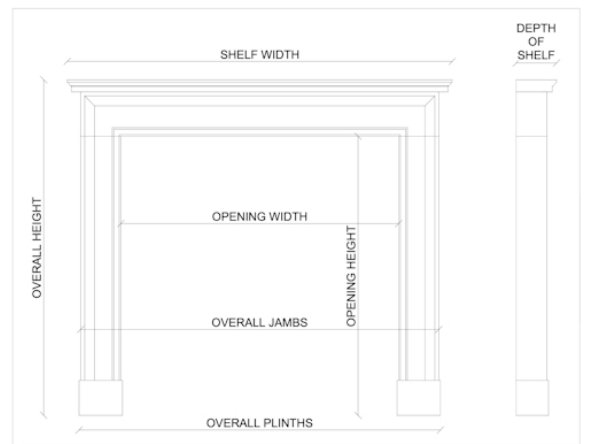 DEPTH
OF
SHELF
SHELF WIDTH
OVERALL HEIGHT
OPENING WIDTH
OPENING HEIGHT
OVERALL JAMBS
OVERALL PLINTHS